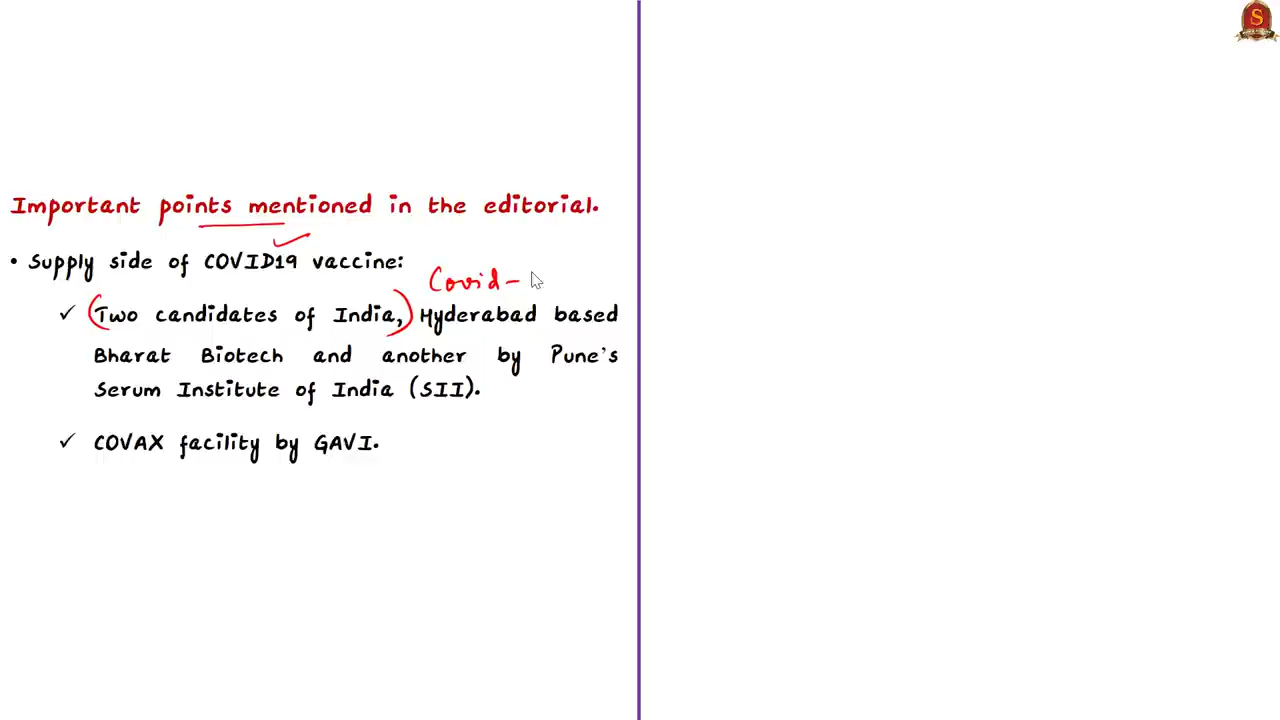 Important points mentioned in the editorial.
• Supply side of COVID19 vaccine:
Covid-
✓ (Two candidates of India,) Hyderabad based
Bharat Biotech and another by Pune's
Serum Institute of India (SII).
✓ COVAX facility by GAVI.
S